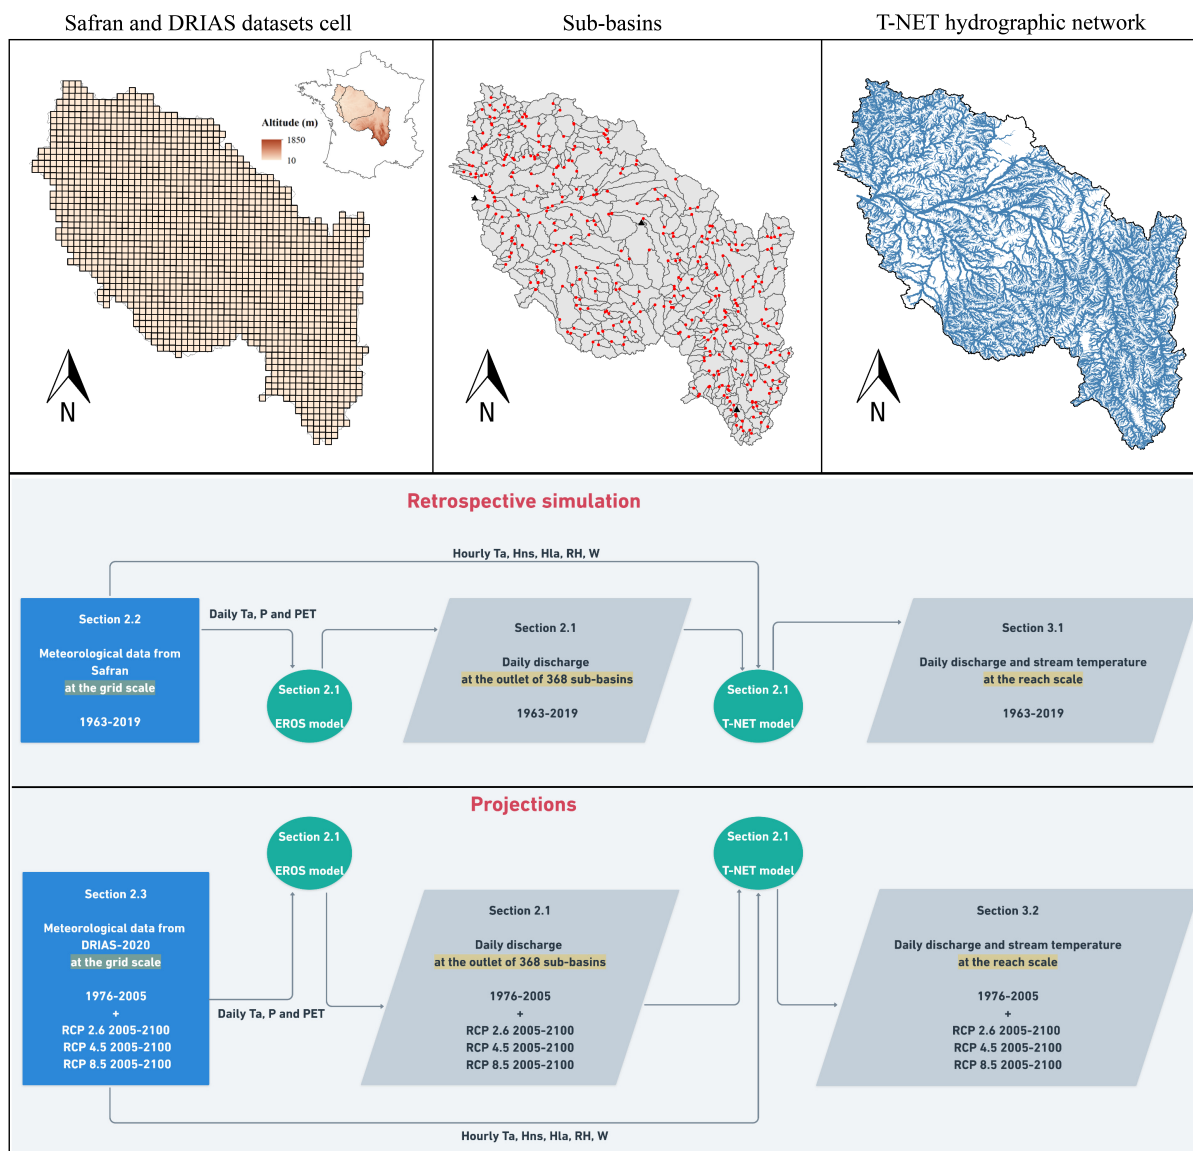 Safran and DRIAS datasets cell
Sub-basins
T-NET hydrographic network
Altitude (m)
1850
10
N
N
N
Retrospective simulation
Hourly Ta, Hns, Hla, RH, W
Section 2.2
Meteorological data from
Safran
at the grid scale
1963-2019
Daily Ta, P and PET
Section 2.1
EROS model
Section 2.1
Daily discharge
at the outlet of 368 sub-basins
1963-2019
Section 2.1
T-NET model
Section 3.1
Daily discharge and stream temperature
at the reach scale
1963-2019
Projections
Section 2.3
Meteorological data from
DRIAS-2020
at the grid scale
1976-2005
+
RCP 2.6 2005-2100
RCP 4.5 2005-2100
RCP 8.5 2005-2100
Daily Ta, P and PET
Section 2.1
EROS model
Section 2.1
Daily discharge
at the outlet of 368 sub-basins
1976-2005
+
RCP 2.6 2005-2100
RCP 4.5 2005-2100
RCP 8.5 2005-2100
Section 2.1
T-NET model
Section 3.2
Daily discharge and stream temperature
at the reach scale
1976-2005
+
RCP 2.6 2005-2100
RCP 4.5 2005-2100
RCP 8.5 2005-2100
Hourly Ta, Hns, Hla, RH, W